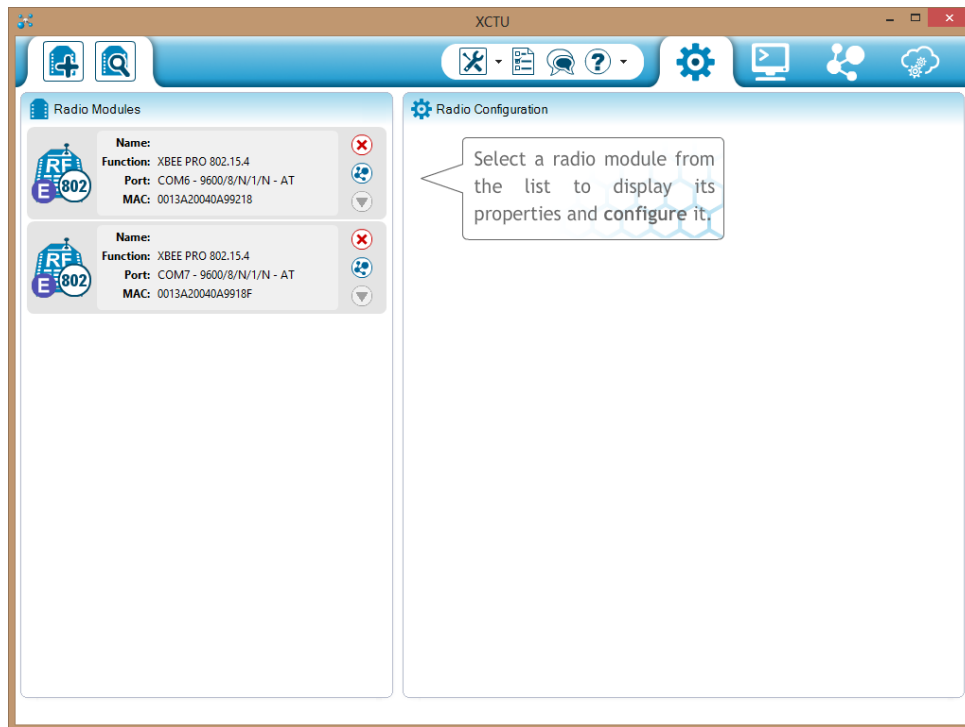 XCTU
Radio Modules
Name:
Function: XBEE PRO 802.15.4
Port: COM6 - 9600/8/N/1/N - AT
MAC: 0013A20040A99218
RF
E 802
Name:
Function: XBEE PRO 802.15.4
Port: COM7 - 9600/8/N/1/N - AT
MAC: 0013A20040A9918F
RF
E 802
Radio Configuration
Select a radio module from
the list to display its
properties and configure it.